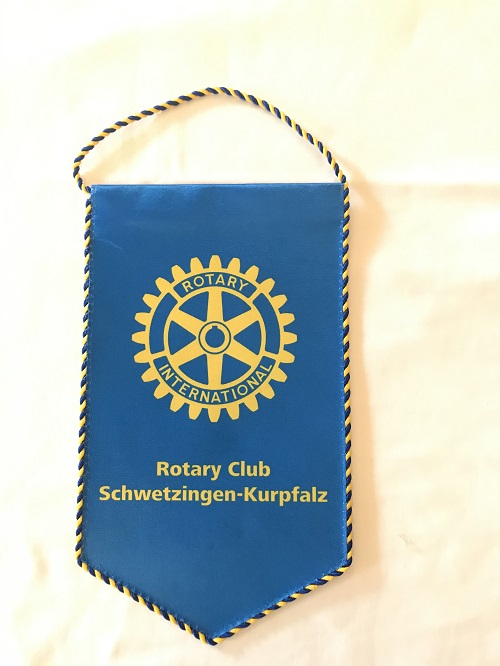 ROTARY
INTERNATIONAL
Rotary Club
Schwetzingen-Kurpfalz